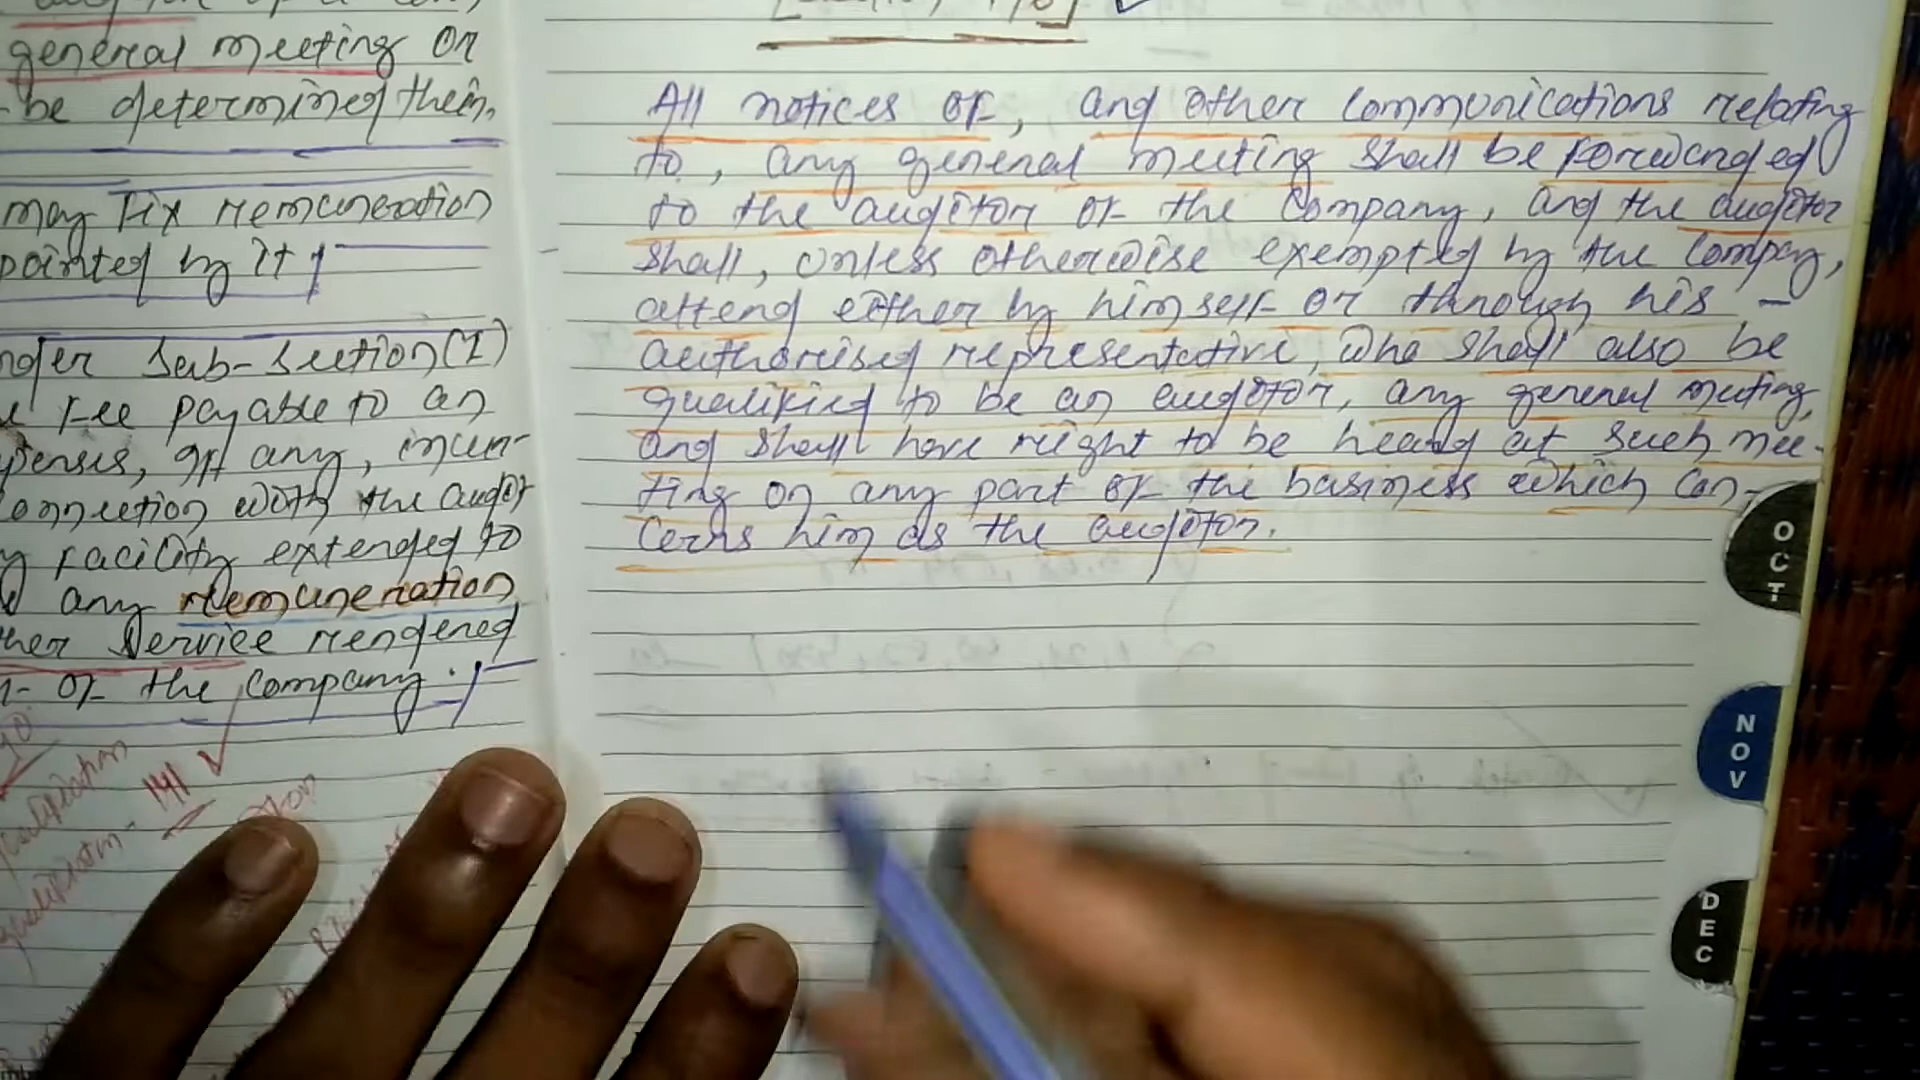 general meeting or
be determined therein.
may fix remuneration
pointed by it
nder Sub-Section (1)
fee payable to an
penses, if any, incur-
onnection with the audit
facility extended to
any remuneration
her Service rendered
of the company.
141
All notices of, and other communications relating
to, any general meeting shall be forwarded
to the auditor of the Company, and the auditor
shall, unless otherwise exempted by the Compay,
attend either by himself or through his -
authorised representative, who shall also be
qualified to be an auditor, any general meeting,
and shall have right to be heard at such mee-
ting on any part of the business which Con-
cerns him as the auditor.
OCT
NOV
DEC